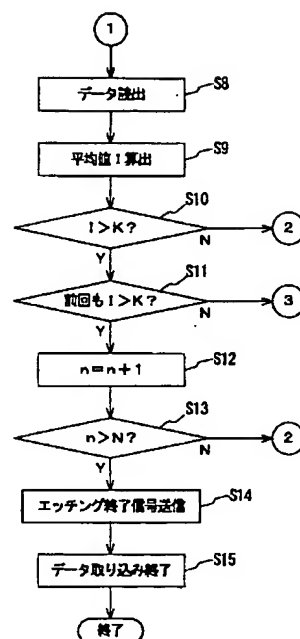 1
データ読出
S8
平均値I算出
S9
I>K?
S10
N
2
Y
前回もI>K?
S11
N
3
Y
n=n+1
S12
n>N?
S13
N
2
Y
エッチング終了信号送信
S14
データ取り込み終了
S15
終了